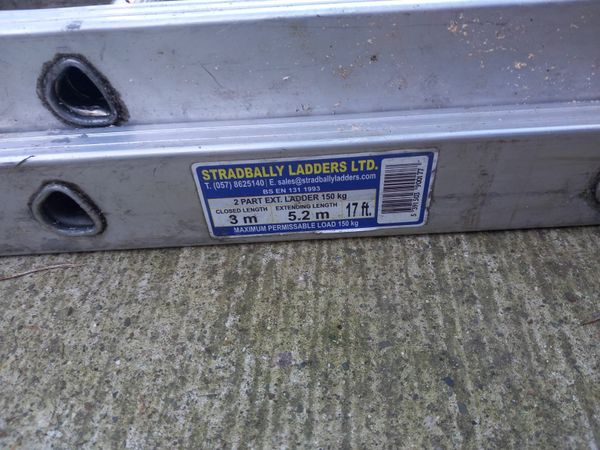 STRADBALLY LADDERS LTD.
T. (057) 8625140 E. sales@stradballyladders.com
BS EN 131 1993
2 PART EXT. LADDER 150 kg
CLOSED LENGTH EXTENDING LENGTH
3 m 5.2 m 17 ft.
MAXIMUM PERMISSABLE LOAD 150 kg